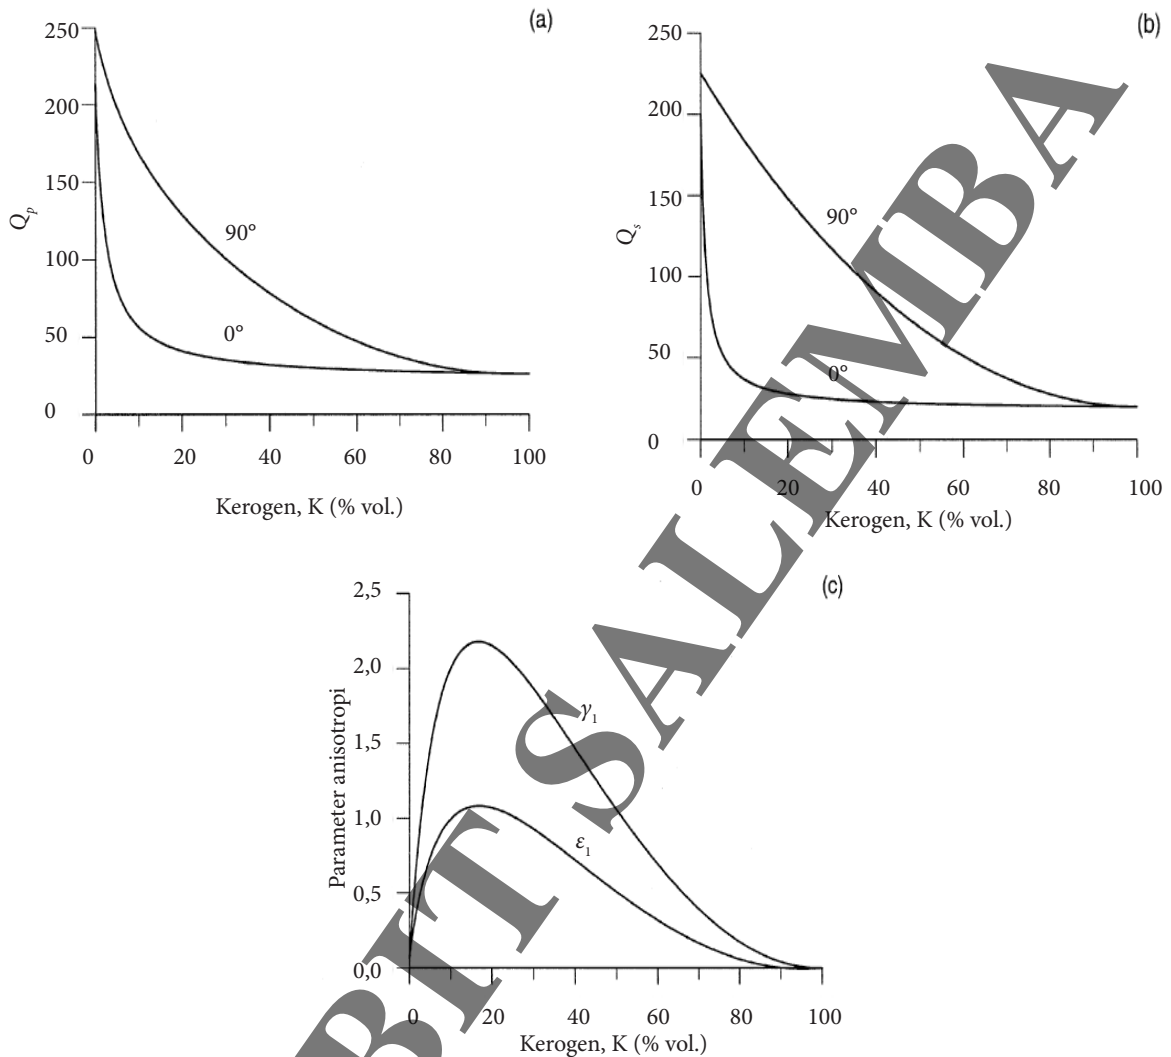 (a)
250
200
150
100
50
0
Q_p
90°
0°
0 20 40 60 80 100
Kerogen, K (% vol.)
(b)
250
200
150
100
50
0
Q_s
90°
0°
0 20 40 60 80 100
Kerogen, K (% vol.)
(c)
2,5
2,0
1,5
1,0
0,5
0,0
Parameter anisotropi
γ₁
ε₁
0 20 40 60 80 100
Kerogen, K (% vol.)
BIT SALEMBA